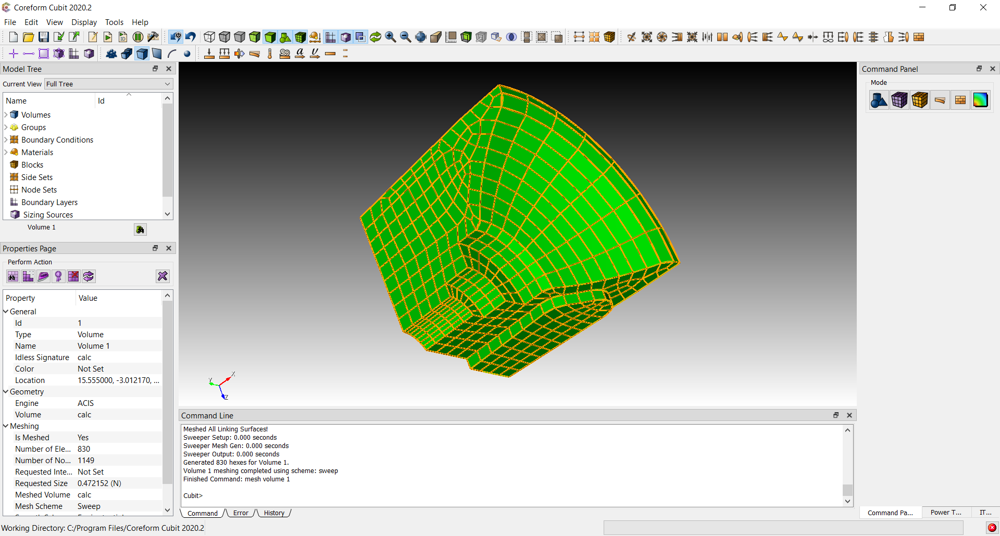 Coreform Cubit 2020.2
File Edit View Display Tools Help
Model Tree
Current View Full Tree
Name Id
Volumes
Groups
Boundary Conditions
Materials
Blocks
Side Sets
Node Sets
Boundary Layers
Sizing Sources
Volume 1
Properties Page
Perform Action
Property Value
General
Id 1
Type Volume
Name Volume 1
Idless Signature calc
Color Not Set
Location 15.555000, -3.012170, ...
Geometry
Engine ACIS
Volume calc
Meshing
Is Meshed Yes
Number of Ele... 830
Number of No... 1149
Requested Inte... Not Set
Requested Size 0.472152 (N)
Meshed Volume calc
Mesh Scheme Sweep
X
Y
Z
Command Line
Meshed All Linking Surfaces!
Sweeper Setup: 0.000 seconds
Sweeper Mesh Gen: 0.000 seconds
Sweeper Output: 0.000 seconds
Generated 830 hexes for Volume 1.
Volume 1 meshing completed using scheme: sweep
Finished Command: mesh volume 1
Cubit>
Command Error History
Command Panel
Mode
Command Pa... Power T... IT...
Working Directory: C:/Program Files/Coreform Cubit 2020.2